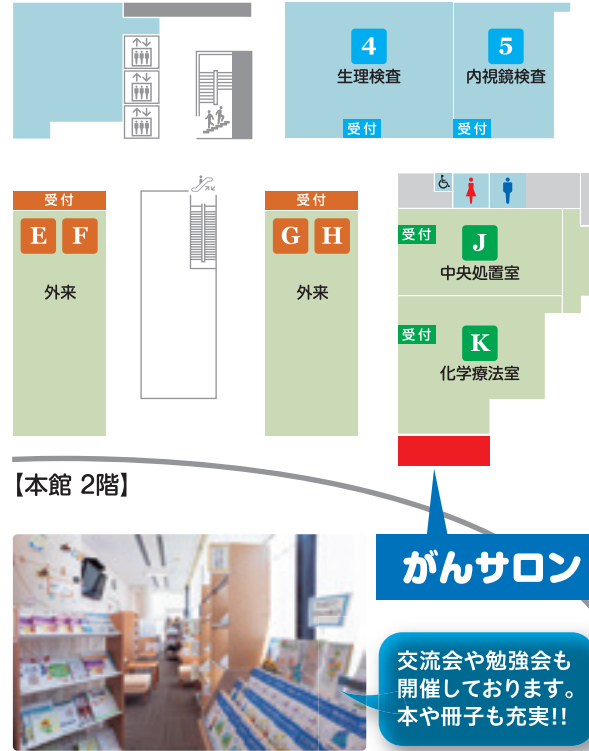 4
生理検査
受付
5
内視鏡検査
受付
受付
E F
外来
受付
G H
外来
受付
J
中央処置室
受付
K
化学療法室
【本館 2階】
がんサロン
交流会や勉強会も
開催しております。
本や冊子も充実!!